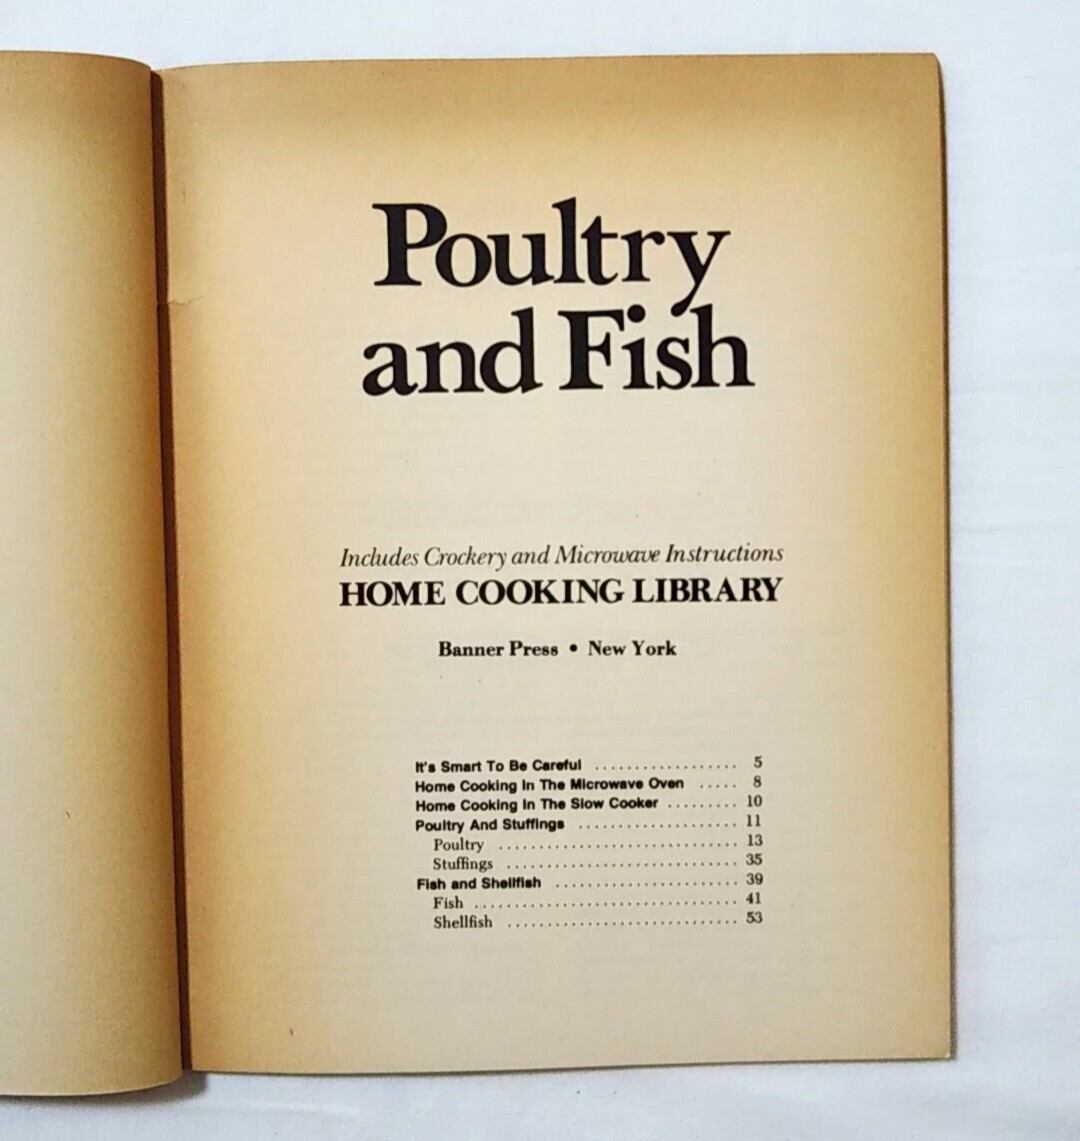 Poultry
and Fish
Includes Crockery and Microwave Instructions
HOME COOKING LIBRARY
Banner Press • New York
It's Smart To Be Careful .................. 5
Home Cooking In The Microwave Oven ..... 8
Home Cooking In The Slow Cooker ......... 10
Poultry And Stuffings .................... 11
Poultry .............................. 13
Stuffings ............................. 35
Fish and Shellfish ....................... 39
Fish ................................. 41
Shellfish ............................. 53